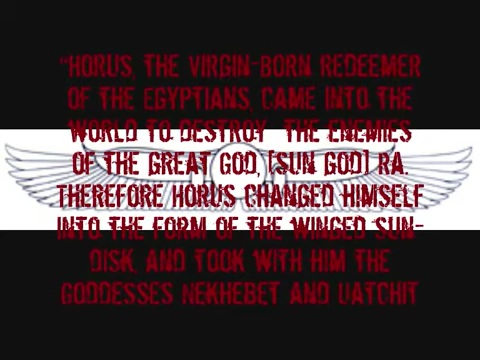 “HORUS, THE VIRGIN-BORN REDEEMER
OF THE EGYPTIANS, CAME INTO THE
WORLD TO DESTROY THE ENEMIES
OF THE GREAT GOD, [SUN GOD] RA.
THEREFORE HORUS CHANGED HIMSELF
INTO THE FORM OF THE WINGED SUN-
DISK, AND TOOK WITH HIM THE
GODDESSES NEKHEBET AND UATCHIT